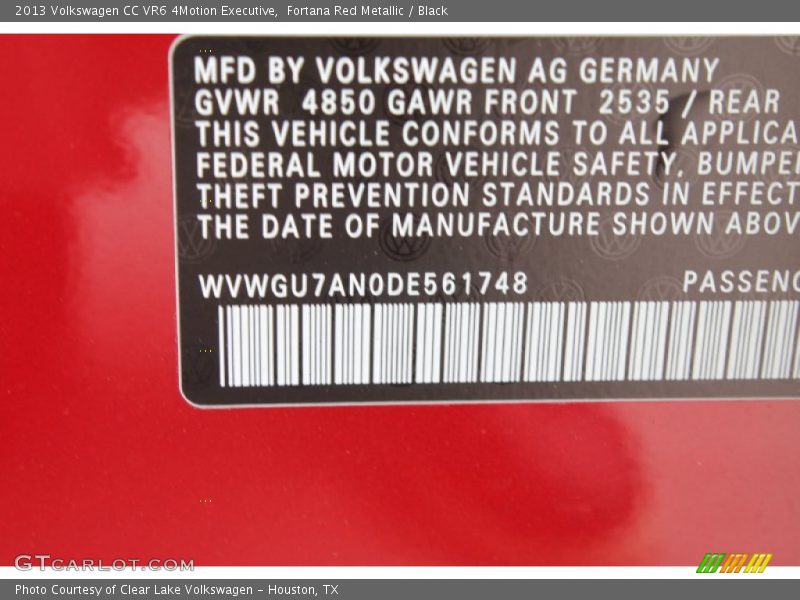 2013 Volkswagen CC VR6 4Motion Executive,  Fortana Red Metallic / Black
MFD BY VOLKSWAGEN AG GERMANY
GVWR 4850 GAWR FRONT 2535 / REAR
THIS VEHICLE CONFORMS TO ALL APPLICA
FEDERAL MOTOR VEHICLE SAFETY, BUMPE
THEFT PREVENTION STANDARDS IN EFFECT
THE DATE OF MANUFACTURE SHOWN ABOV
WVWGU7AN0DE561748 PASSENG
GTCARLOT.COM
Photo Courtesy of Clear Lake Volkswagen – Houston, TX